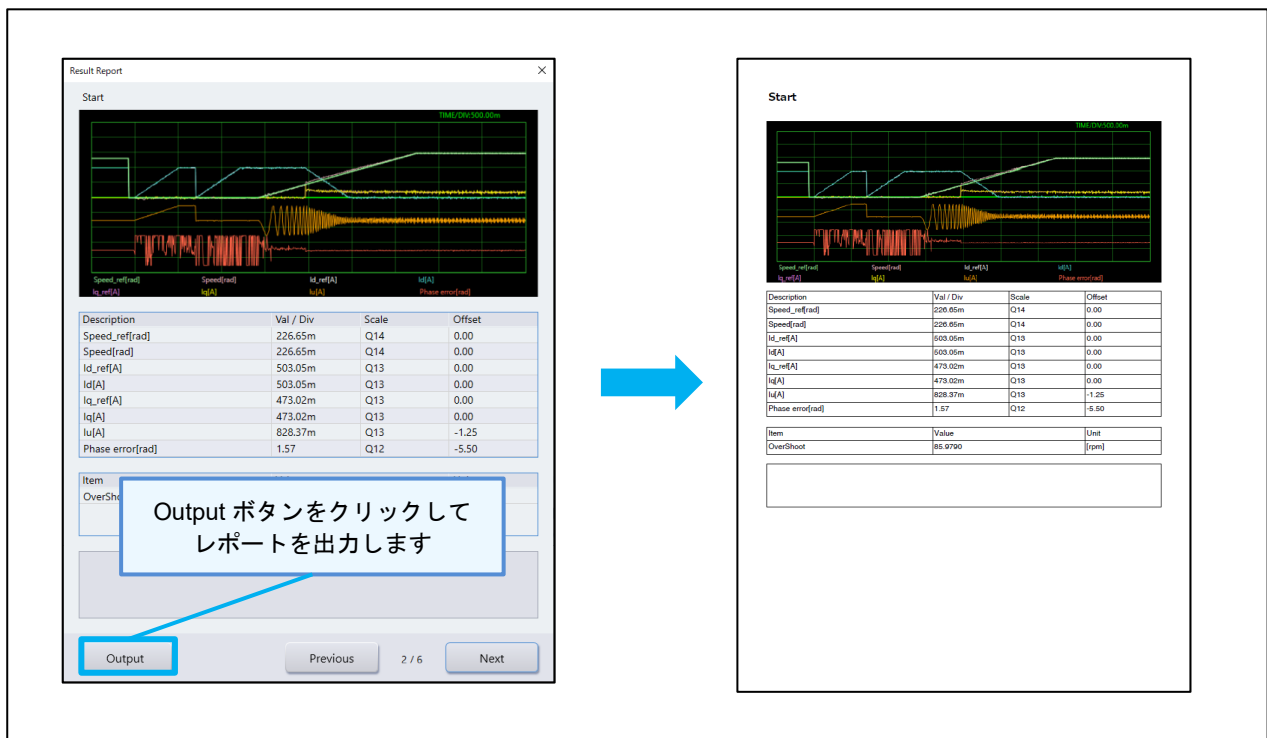 Result Report
Start
TIME/DIV:500.00m
Speed_ref[rad] Speed[rad] Id_ref[A] Id[A]
Iq_ref[A] Iq[A] Iu[A] Phase error[rad]
Description Val / Div Scale Offset
Speed_ref[rad] 226.65m Q14 0.00
Speed[rad] 226.65m Q14 0.00
Id_ref[A] 503.05m Q13 0.00
Id[A] 503.05m Q13 0.00
Iq_ref[A] 473.02m Q13 0.00
Iq[A] 473.02m Q13 0.00
Iu[A] 828.37m Q13 -1.25
Phase error[rad] 1.57 Q12 -5.50
Item
Output ボタンをクリックして
レポートを出力します
Output Previous 2 / 6 Next
Start
TIME/DIV:500.00m
Speed_ref[rad] Speed[rad] Id_ref[A] Id[A]
Iq_ref[A] Iq[A] Iu[A] Phase error[rad]
Description Val / Div Scale Offset
Speed_ref[rad] 226.65m Q14 0.00
Speed[rad] 226.65m Q14 0.00
Id_ref[A] 503.05m Q13 0.00
Id[A] 503.05m Q13 0.00
Iq_ref[A] 473.02m Q13 0.00
Iq[A] 473.02m Q13 0.00
Iu[A] 828.37m Q13 -1.25
Phase error[rad] 1.57 Q12 -5.50
Item Value Unit
OverShoot 85.9790 [rpm]